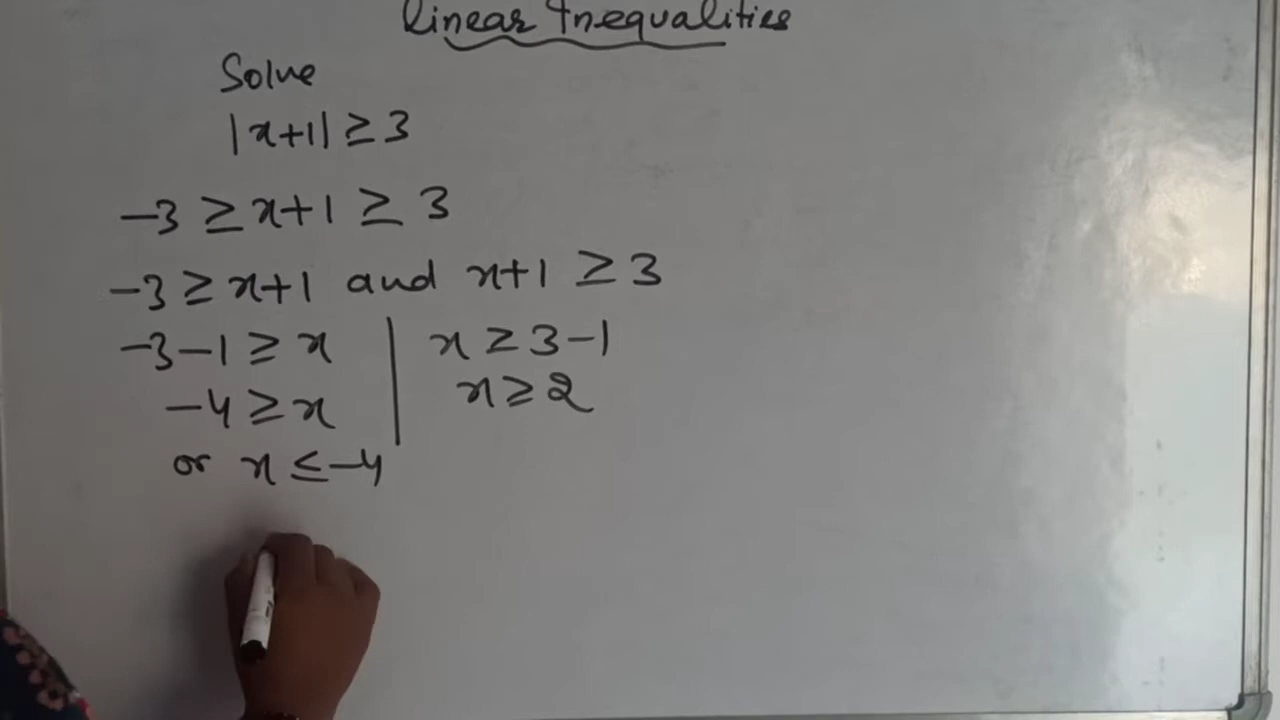 Linear Inequalities
Solve
|x+1| ≥ 3
-3 ≥ x+1 ≥ 3
-3 ≥ x+1 and x+1 ≥ 3
-3-1 ≥ x | x ≥ 3-1
-4 ≥ x | x ≥ 2
or x ≤ -4